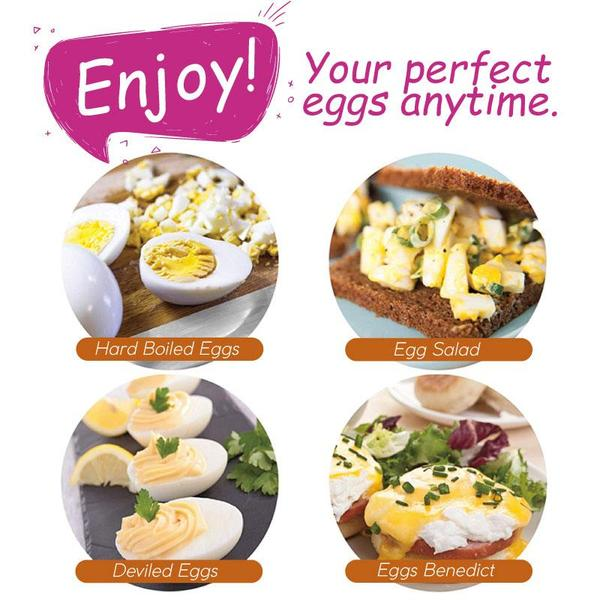 Enjoy!
Your perfect
eggs anytime.
Hard Boiled Eggs
Egg Salad
Deviled Eggs
Eggs Benedict